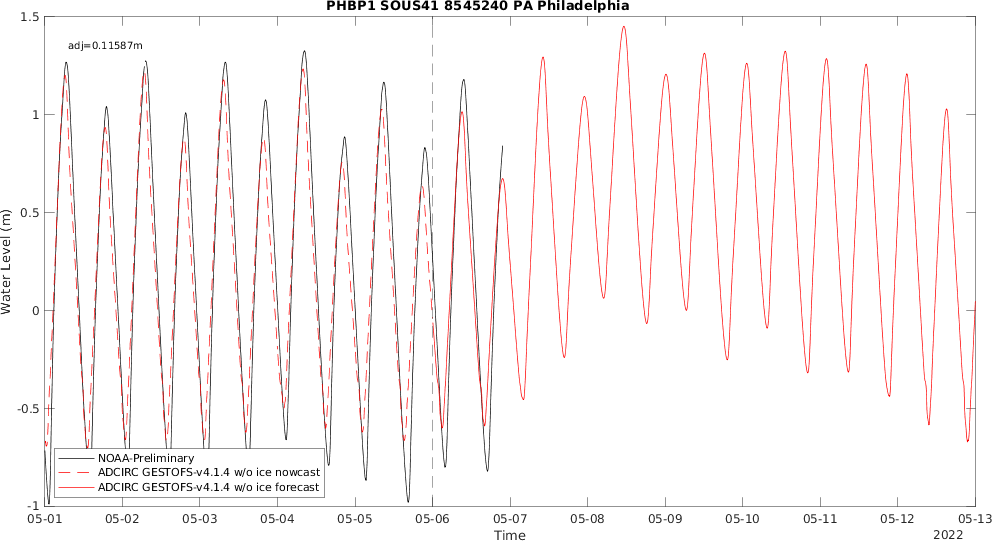 PHBP1 SOUS41 8545240 PA Philadelphia
adj=0.11587m
1.5
1
0.5
0
-0.5
-1
Water Level (m)
NOAA-Preliminary
ADCIRC GESTOFS-v4.1.4 w/o ice nowcast
ADCIRC GESTOFS-v4.1.4 w/o ice forecast
05-01 05-02 05-03 05-04 05-05 05-06 05-07 05-08 05-09 05-10 05-11 05-12 05-13
Time
2022